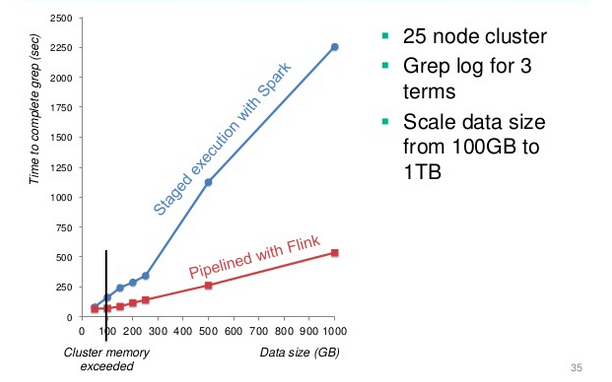 2500
2250
2000
1750
1500
1250
1000
750
500
250
0
Time to complete grep (sec)
Staged execution with Spark
Pipelined with Flink
0 100 200 300 400 500 600 700 800 900 1000
Cluster memory
exceeded
Data size (GB)
25 node cluster
Grep log for 3
terms
Scale data size
from 100GB to
1TB
35